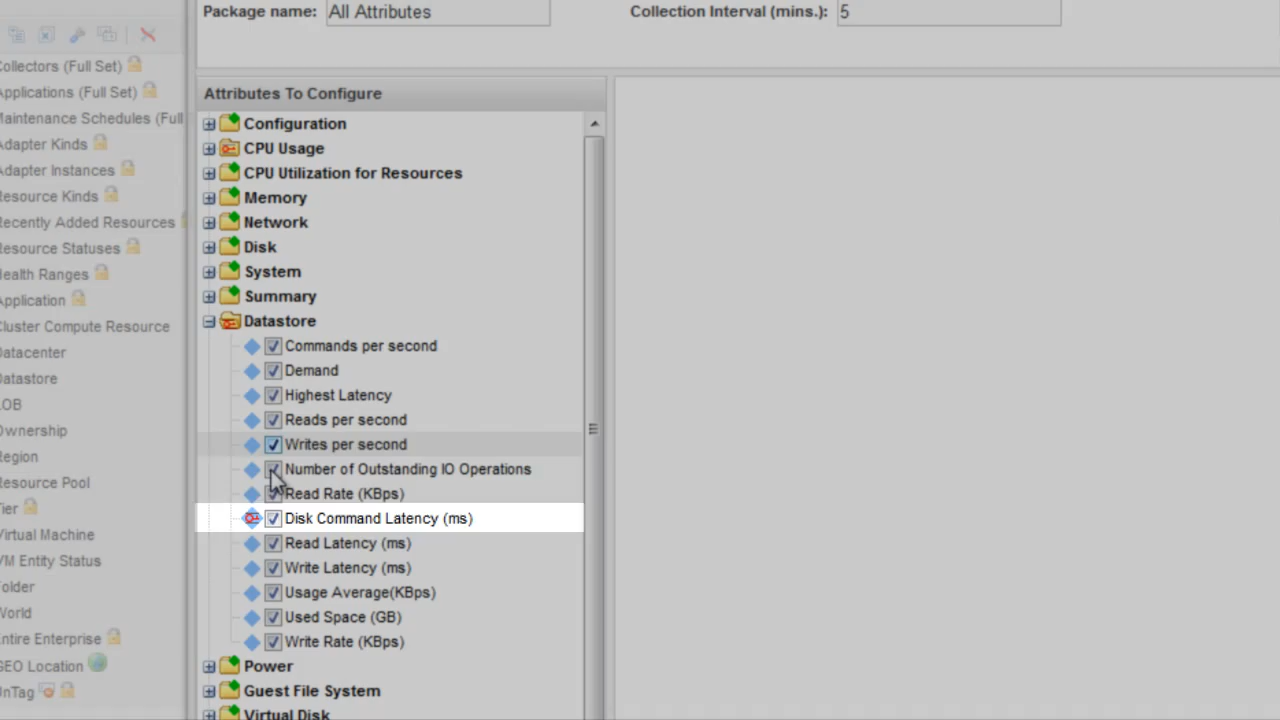 Package name: All Attributes Collection Interval (mins.): 5
Collectors (Full Set)
Applications (Full Set)
Maintenance Schedules (Full
Adapter Kinds
Adapter Instances
Resource Kinds
Recently Added Resources
Resource Statuses
Health Ranges
Application
Cluster Compute Resource
Datacenter
Datastore
LOB
Ownership
Region
Resource Pool
Tier
Virtual Machine
VM Entity Status
Folder
World
Entire Enterprise
GEO Location
UnTag
Attributes To Configure
Configuration
CPU Usage
CPU Utilization for Resources
Memory
Network
Disk
System
Summary
Datastore
Commands per second
Demand
Highest Latency
Reads per second
Writes per second
Number of Outstanding IO Operations
Read Rate (KBps)
Disk Command Latency (ms)
Read Latency (ms)
Write Latency (ms)
Usage Average(KBps)
Used Space (GB)
Write Rate (KBps)
Power
Guest File System
Virtual Disk